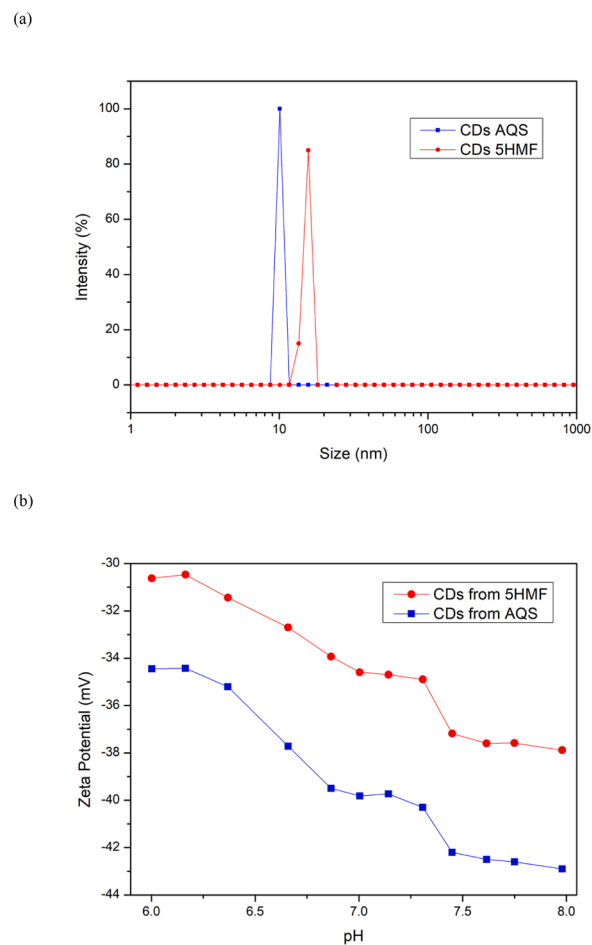 (a)
100
80
60
40
20
0
Intensity (%)
CDs AQS
CDs 5HMF
1
10
100
1000
Size (nm)
(b)
-30
-32
-34
-36
-38
-40
-42
-44
Zeta Potential (mV)
CDs from 5HMF
CDs from AQS
6.0
6.5
7.0
7.5
8.0
pH